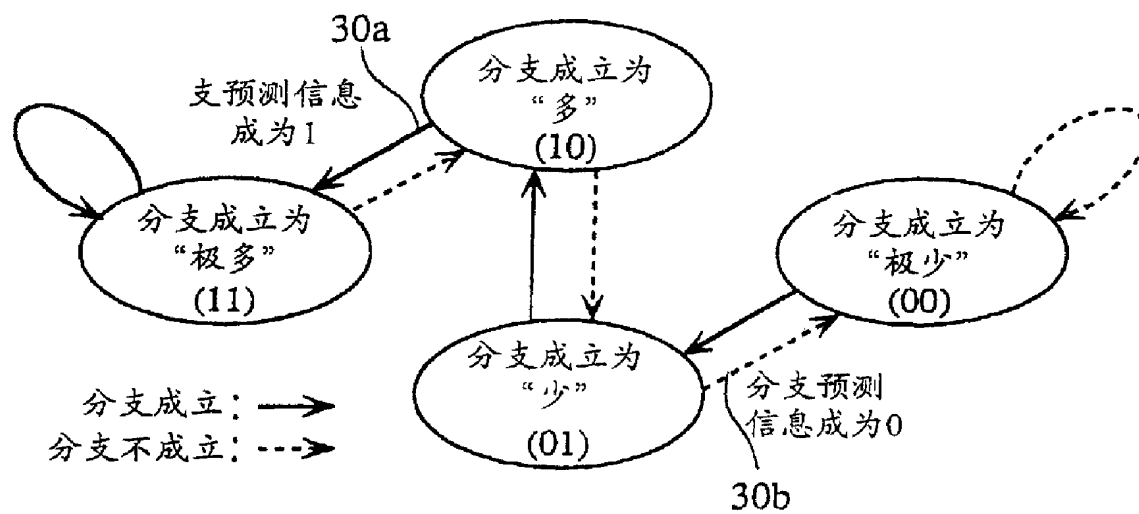 30a
支预测信息
成为1
分支成立为
“多”
(10)
分支成立为
“极多”
(11)
分支成立为
“极少”
(00)
分支成立为
“少”
(01)
分支预测
信息成为0
30b
分支成立:
分支不成立: